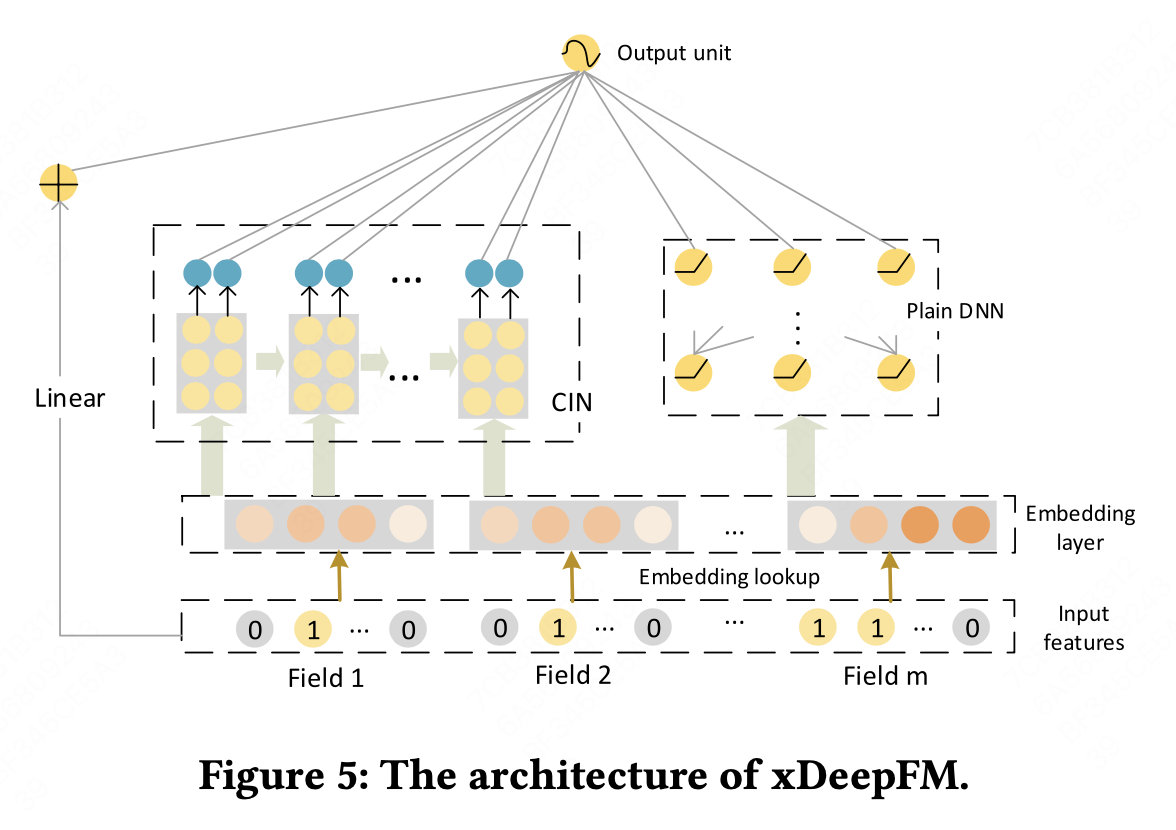 Output unit
Plain DNN
...
...
CIN
Linear
...
Embedding
layer
Embedding lookup
0 1 ... 0 0 1 ... 0 ... 1 1 ... 0
Input
features
Field 1 Field 2 Field m
Figure 5: The architecture of xDeepFM.